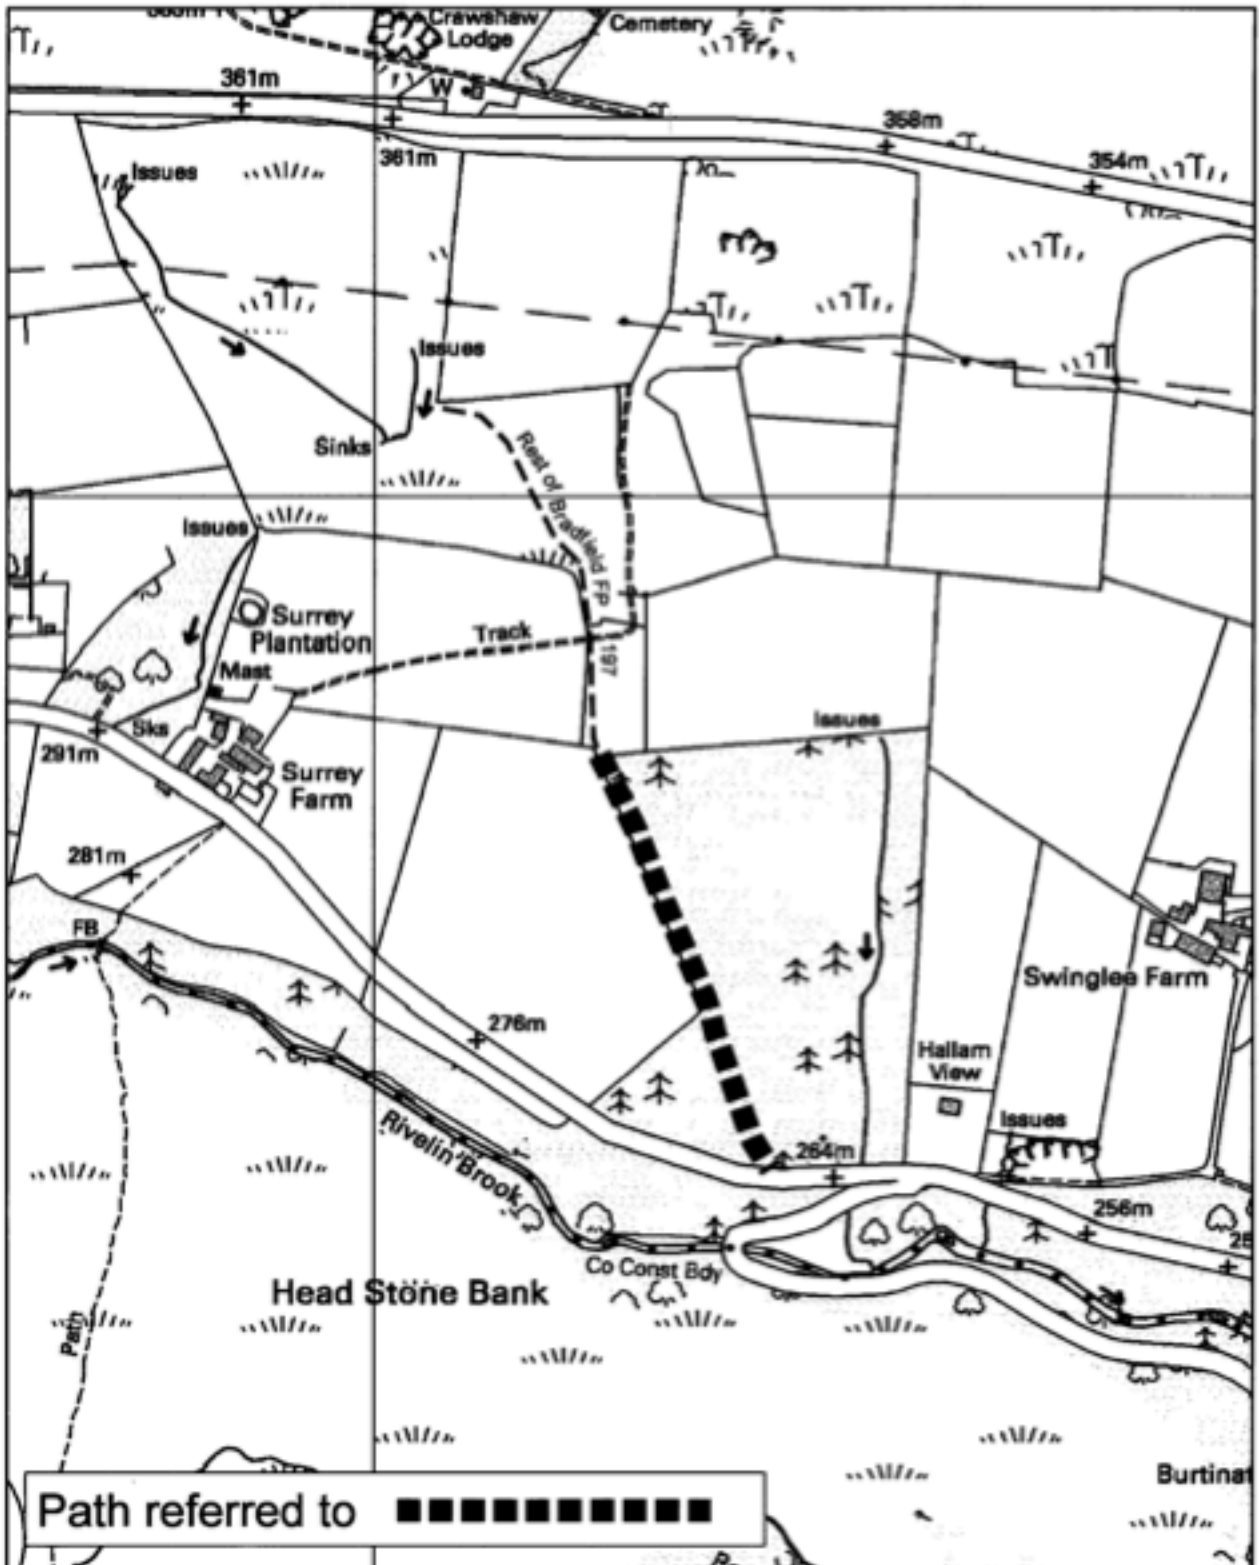 Crawshaw
Lodge
Cemetery
361m
W
358m
361m
354m
Issues
Issues
Sinks
Rest of Bradfield FP 197
Issues
Surrey
Plantation
Track
Mast
Issues
Sks
291m
Surrey
Farm
281m
FB
Swinglee Farm
276m
Hallam
View
Issues
Rivelin Brook
264m
256m
Co Const Bdy
Head Stone Bank
Path
Burtinat
Path referred to